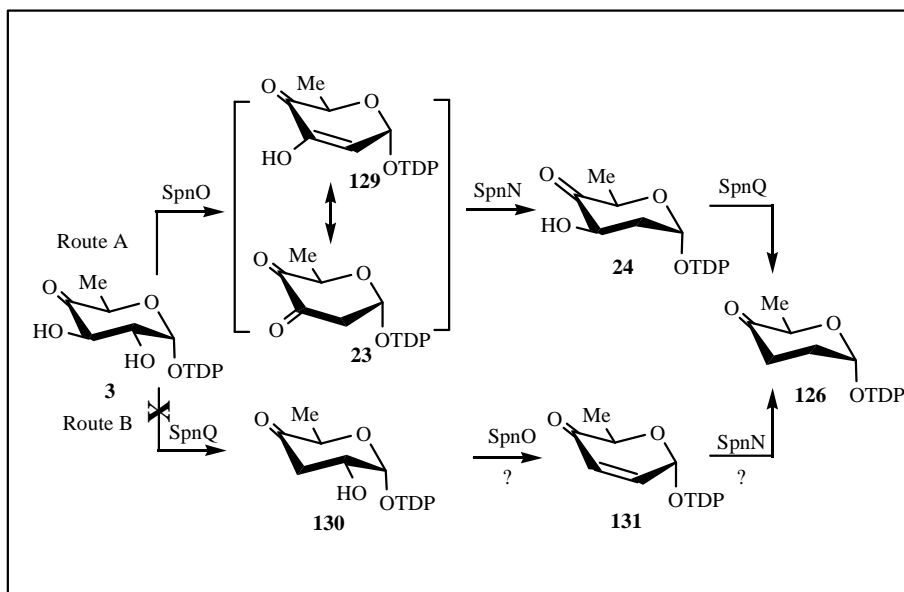 O
Me
O
HO
OTDP
129
SpnO
SpnN
SpnQ
Route A
O
Me
O
HO
OTDP
24
Me
O
O
O
OTDP
23
O
Me
O
HO
HO
OTDP
3
Me
O
O
OTDP
126
Route B
SpnQ
O
Me
O
HO
OTDP
130
SpnO
?
Me
O
O
OTDP
131
SpnN
?